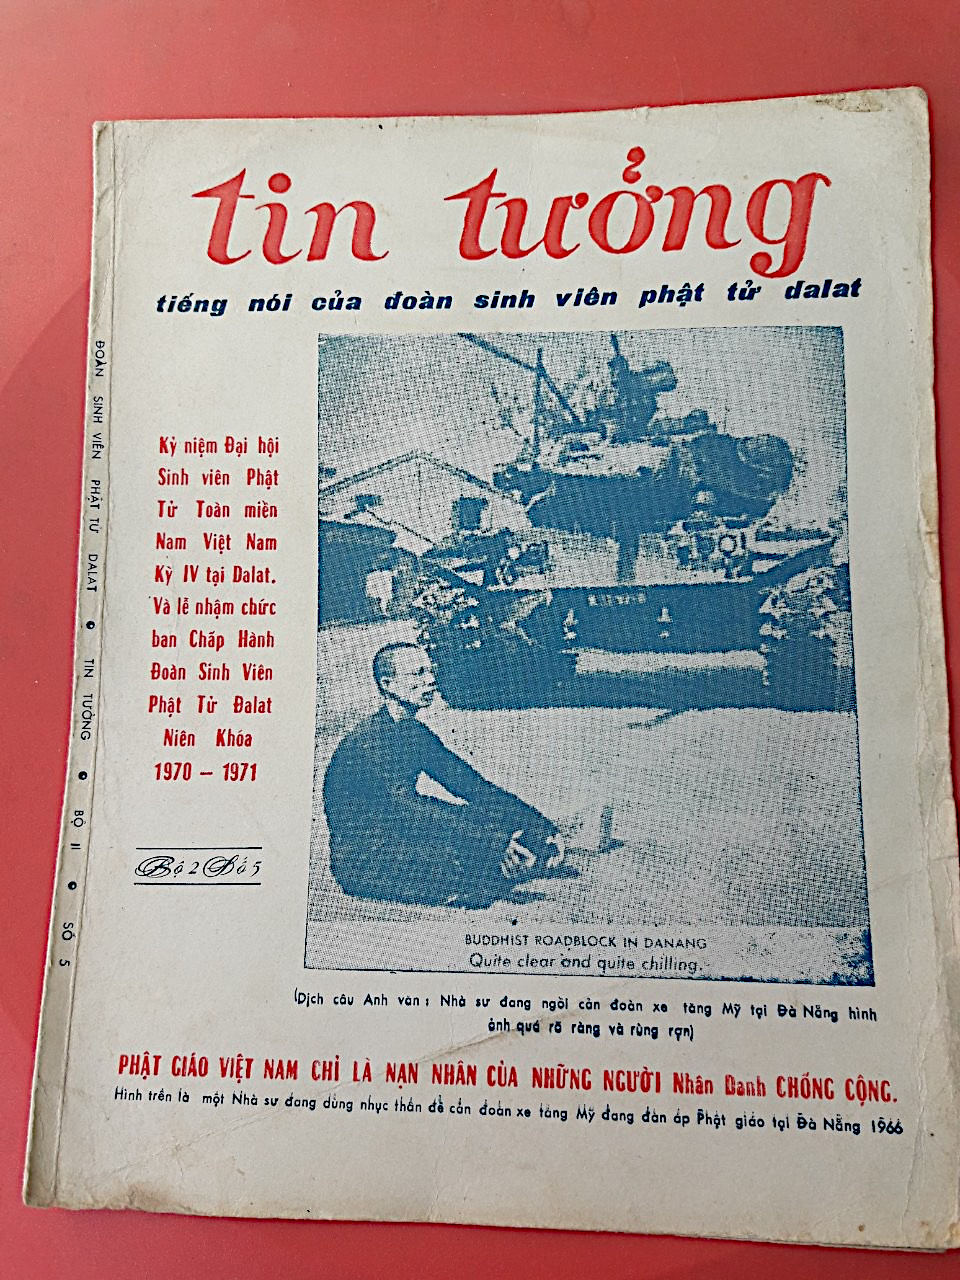 tin tưởng
tiếng nói của đoàn sinh viên phật tử dalat
ĐOÀN SINH VIÊN PHẬT TỬ DALAT • TIN TƯỞNG • BỘ II • SỐ 5
Kỷ niệm Đại hội
Sinh viên Phật
Tử Toàn miền
Nam Việt Nam
Kỳ IV tại Dalat.
Và lễ nhậm chức
ban Chấp Hành
Đoàn Sinh Viên
Phật Tử Đalat
Niên Khóa
1970 – 1971
Bộ 2 Số 5
BUDDHIST ROADBLOCK IN DANANG
Quite clear and quite chilling.
(Dịch câu Anh văn : Nhà sư đang ngồi cản đoàn xe tăng Mỹ tại Đà Nẵng hình
ảnh quá rõ ràng và rùng rợn)
PHẬT GIÁO VIỆT NAM CHỈ LÀ NẠN NHÂN CỦA NHỮNG NGƯỜI Nhân Danh CHỐNG CỘNG.
Hình trên là một Nhà sư đang dùng nhục thân để cản đoàn xe tăng Mỹ đang đàn áp Phật giáo tại Đà Nẵng 1966